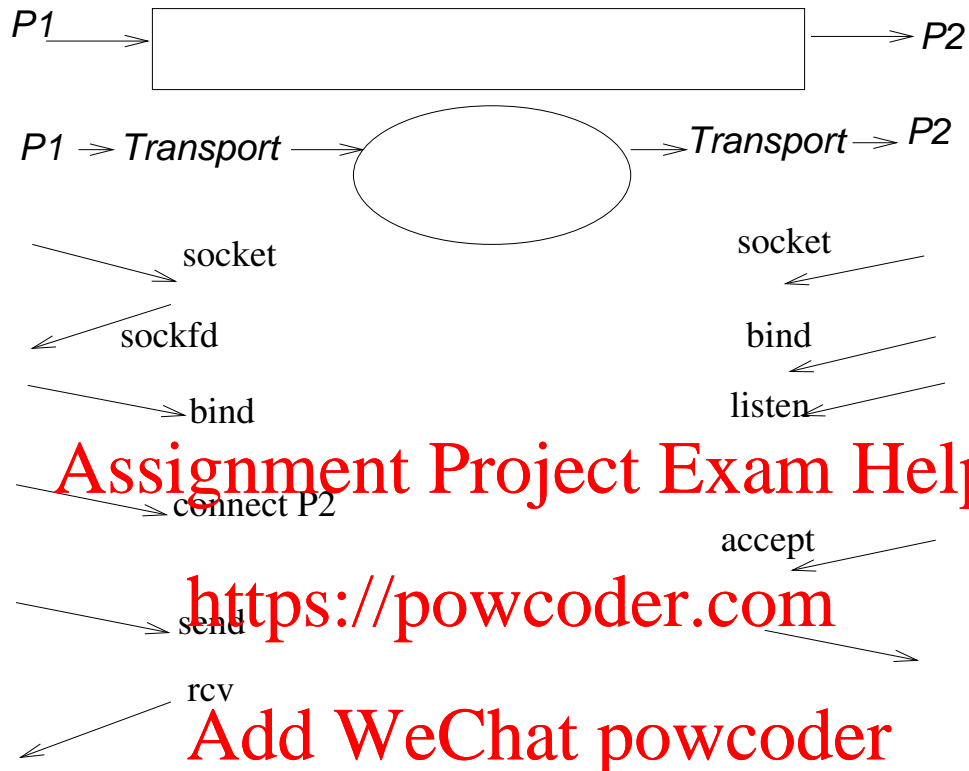 P1
P2
P1 Transport Transport P2
socket socket
sockfd bind
bind listen
Assignment Project Exam Help
connect P2
accept
https://powcoder.com
send
rcv
Add WeChat powcoder